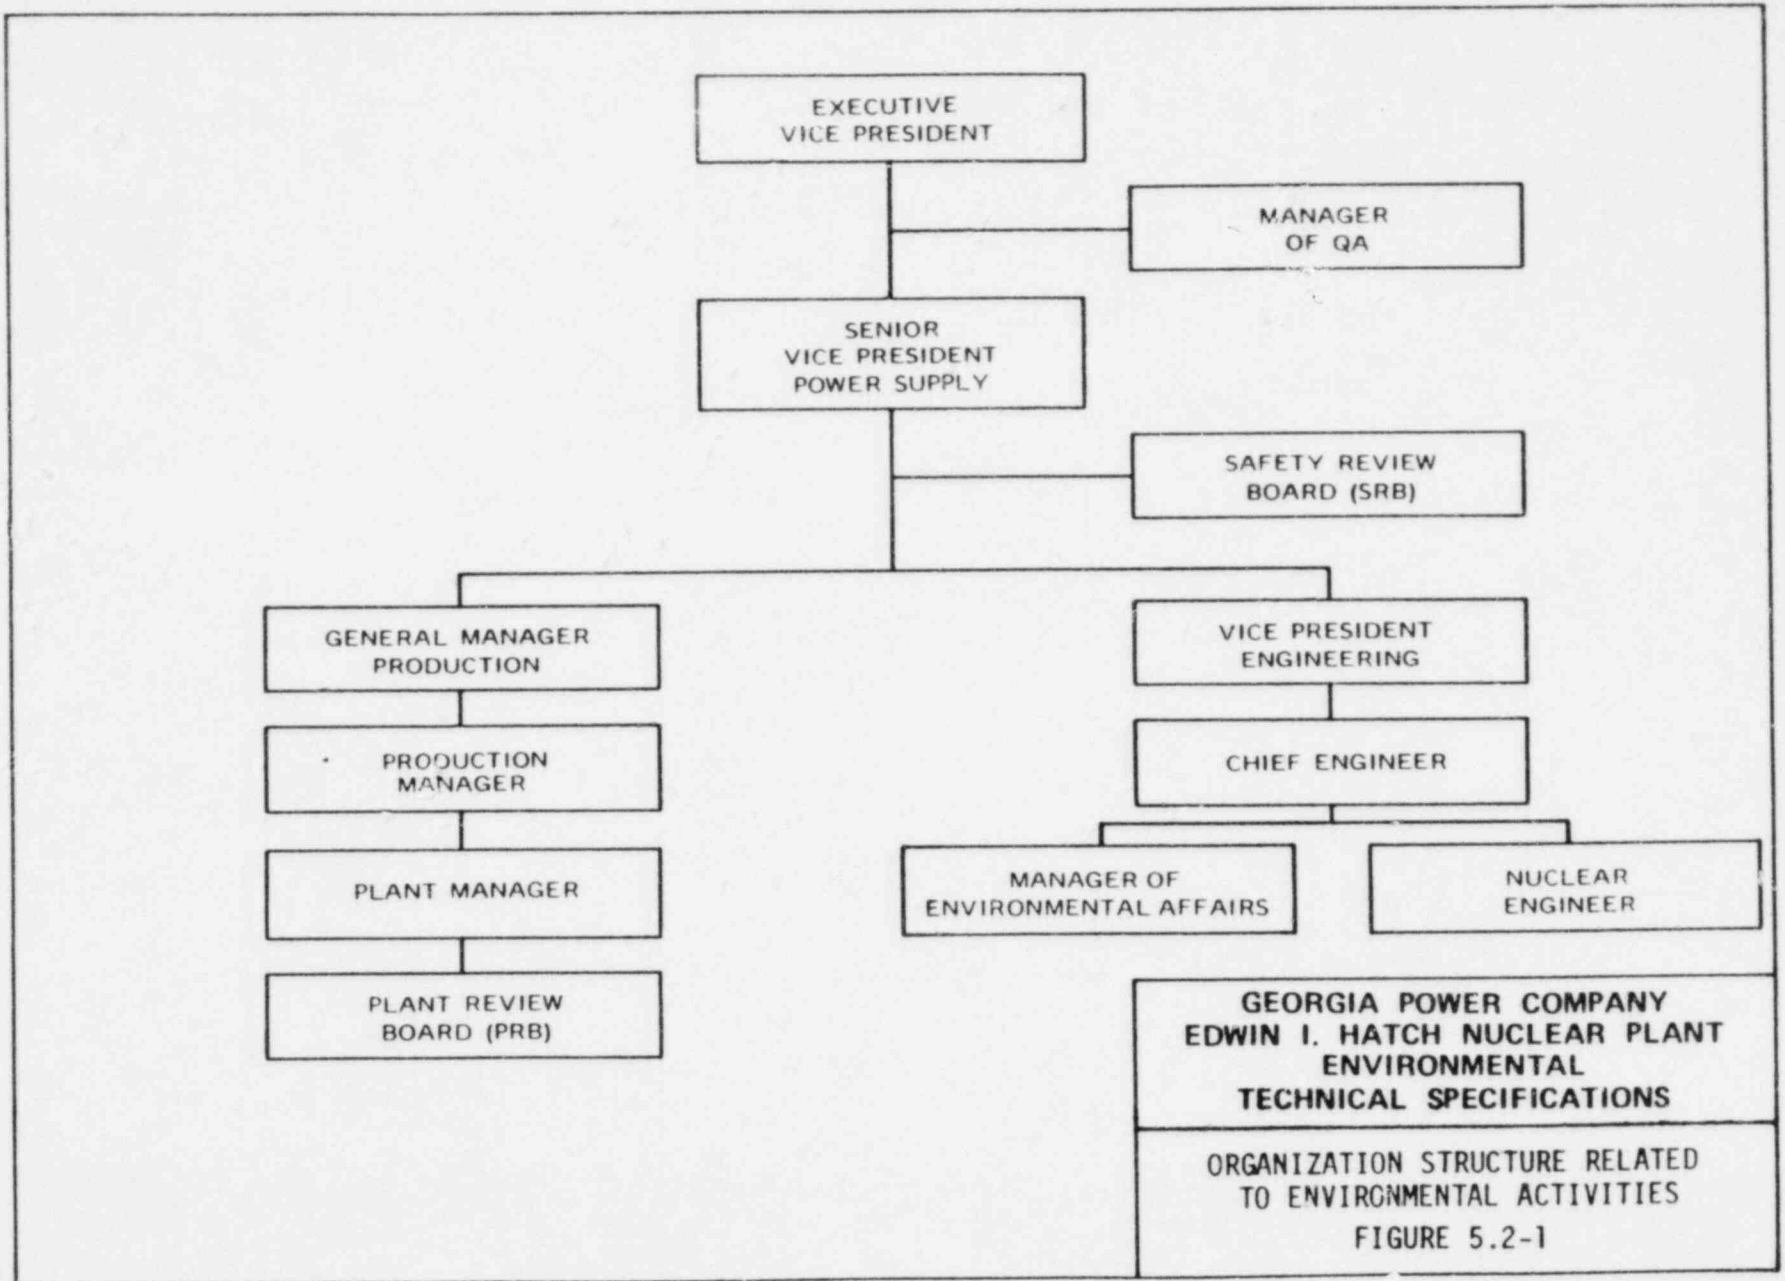 EXECUTIVE
VICE PRESIDENT
MANAGER
OF QA
SENIOR
VICE PRESIDENT
POWER SUPPLY
SAFETY REVIEW
BOARD (SRB)
GENERAL MANAGER
PRODUCTION
VICE PRESIDENT
ENGINEERING
PRODUCTION
MANAGER
CHIEF ENGINEER
PLANT MANAGER
MANAGER OF
ENVIRONMENTAL AFFAIRS
NUCLEAR
ENGINEER
PLANT REVIEW
BOARD (PRB)
GEORGIA POWER COMPANY
EDWIN I. HATCH NUCLEAR PLANT
ENVIRONMENTAL
TECHNICAL SPECIFICATIONS
ORGANIZATION STRUCTURE RELATED
TO ENVIRONMENTAL ACTIVITIES
FIGURE 5.2-1